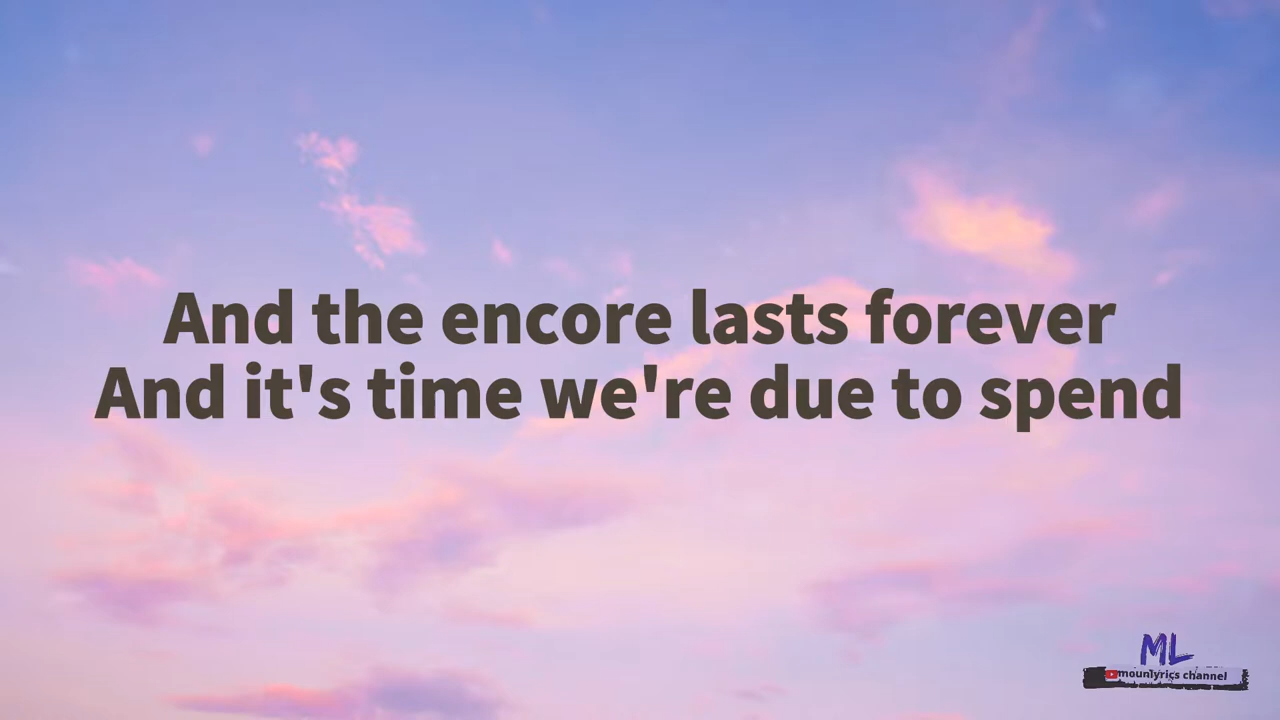 And the encore lasts forever
And it's time we're due to spend
ML
mounlyrics channel